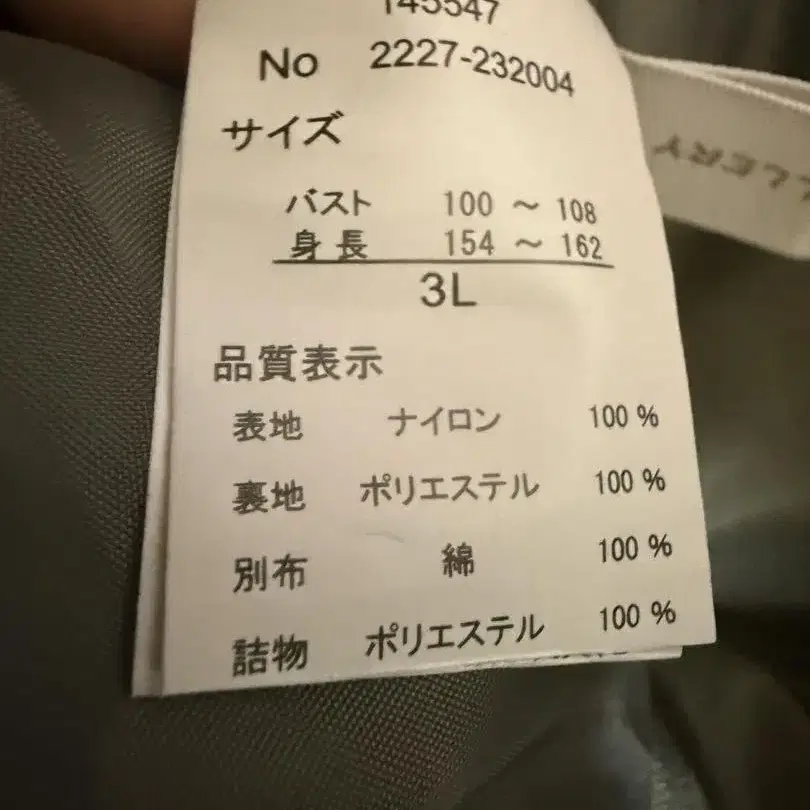 145547
No 2227-232004
サイズ
バスト 100 ～ 108
身長 154 ～ 162
3L
品質表示
表地 ナイロン 100 %
裏地 ポリエステル 100 %
別布 綿 100 %
詰物 ポリエステル 100 %
LLERY